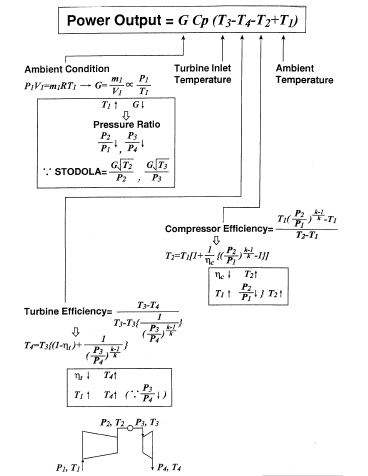 Power Output = G Cp (T3-T4-T2+T1)
Ambient Condition
Turbine Inlet Temperature
Ambient Temperature
P1V1=m1RT1 → G= m1/V1 ∝ P1/T1
T1 ↑ G↓
⇩
Pressure Ratio
P2/P1 ↓, P3/P4 ↓
∵ STODOLA= G√T2/P2 , G√T3/P3
Compressor Efficiency= T1(P2/P1)^(k-1/k)-T1 / T2-T1
⇩
T2=T1[1+ 1/ηc {(P2/P1)^(k-1/k)-1}]
ηc ↓ T2↑
T1 ↑ P2/P1 ↓ } T2 ↑
Turbine Efficiency= T3-T4 / T3-T3{1/(P3/P4)^(k-1/k)}
⇩
T4=T3{(1-ηt)+ 1/(P3/P4)^(k-1/k)}
ηt ↓ T4↑
T1 ↑ T4↑ (∵ P3/P4 ↓)
P2, T2 P3, T3
P1, T1 P4, T4